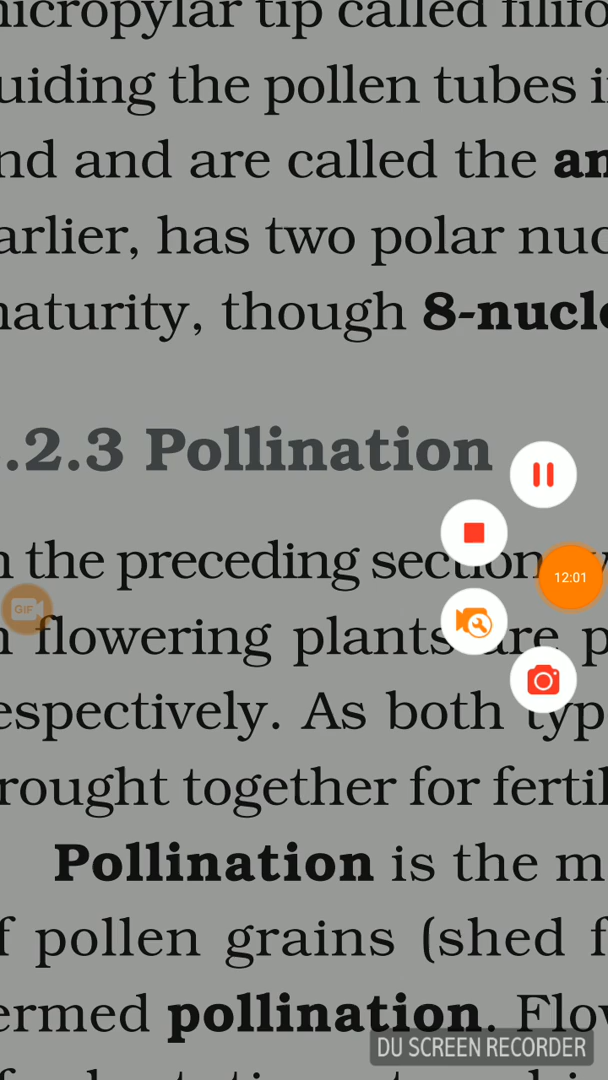 micropylar tip called filifo
uiding the pollen tubes i
nd and are called the an
arlier, has two polar nuc
naturity, though 8-nucle
.2.3 Pollination
n the preceding section
12:01
GIF
n flowering plants are p
espectively. As both typ
rought together for fertil
Pollination is the m
f pollen grains (shed f
ermed pollination. Flow
DU SCREEN RECORDER